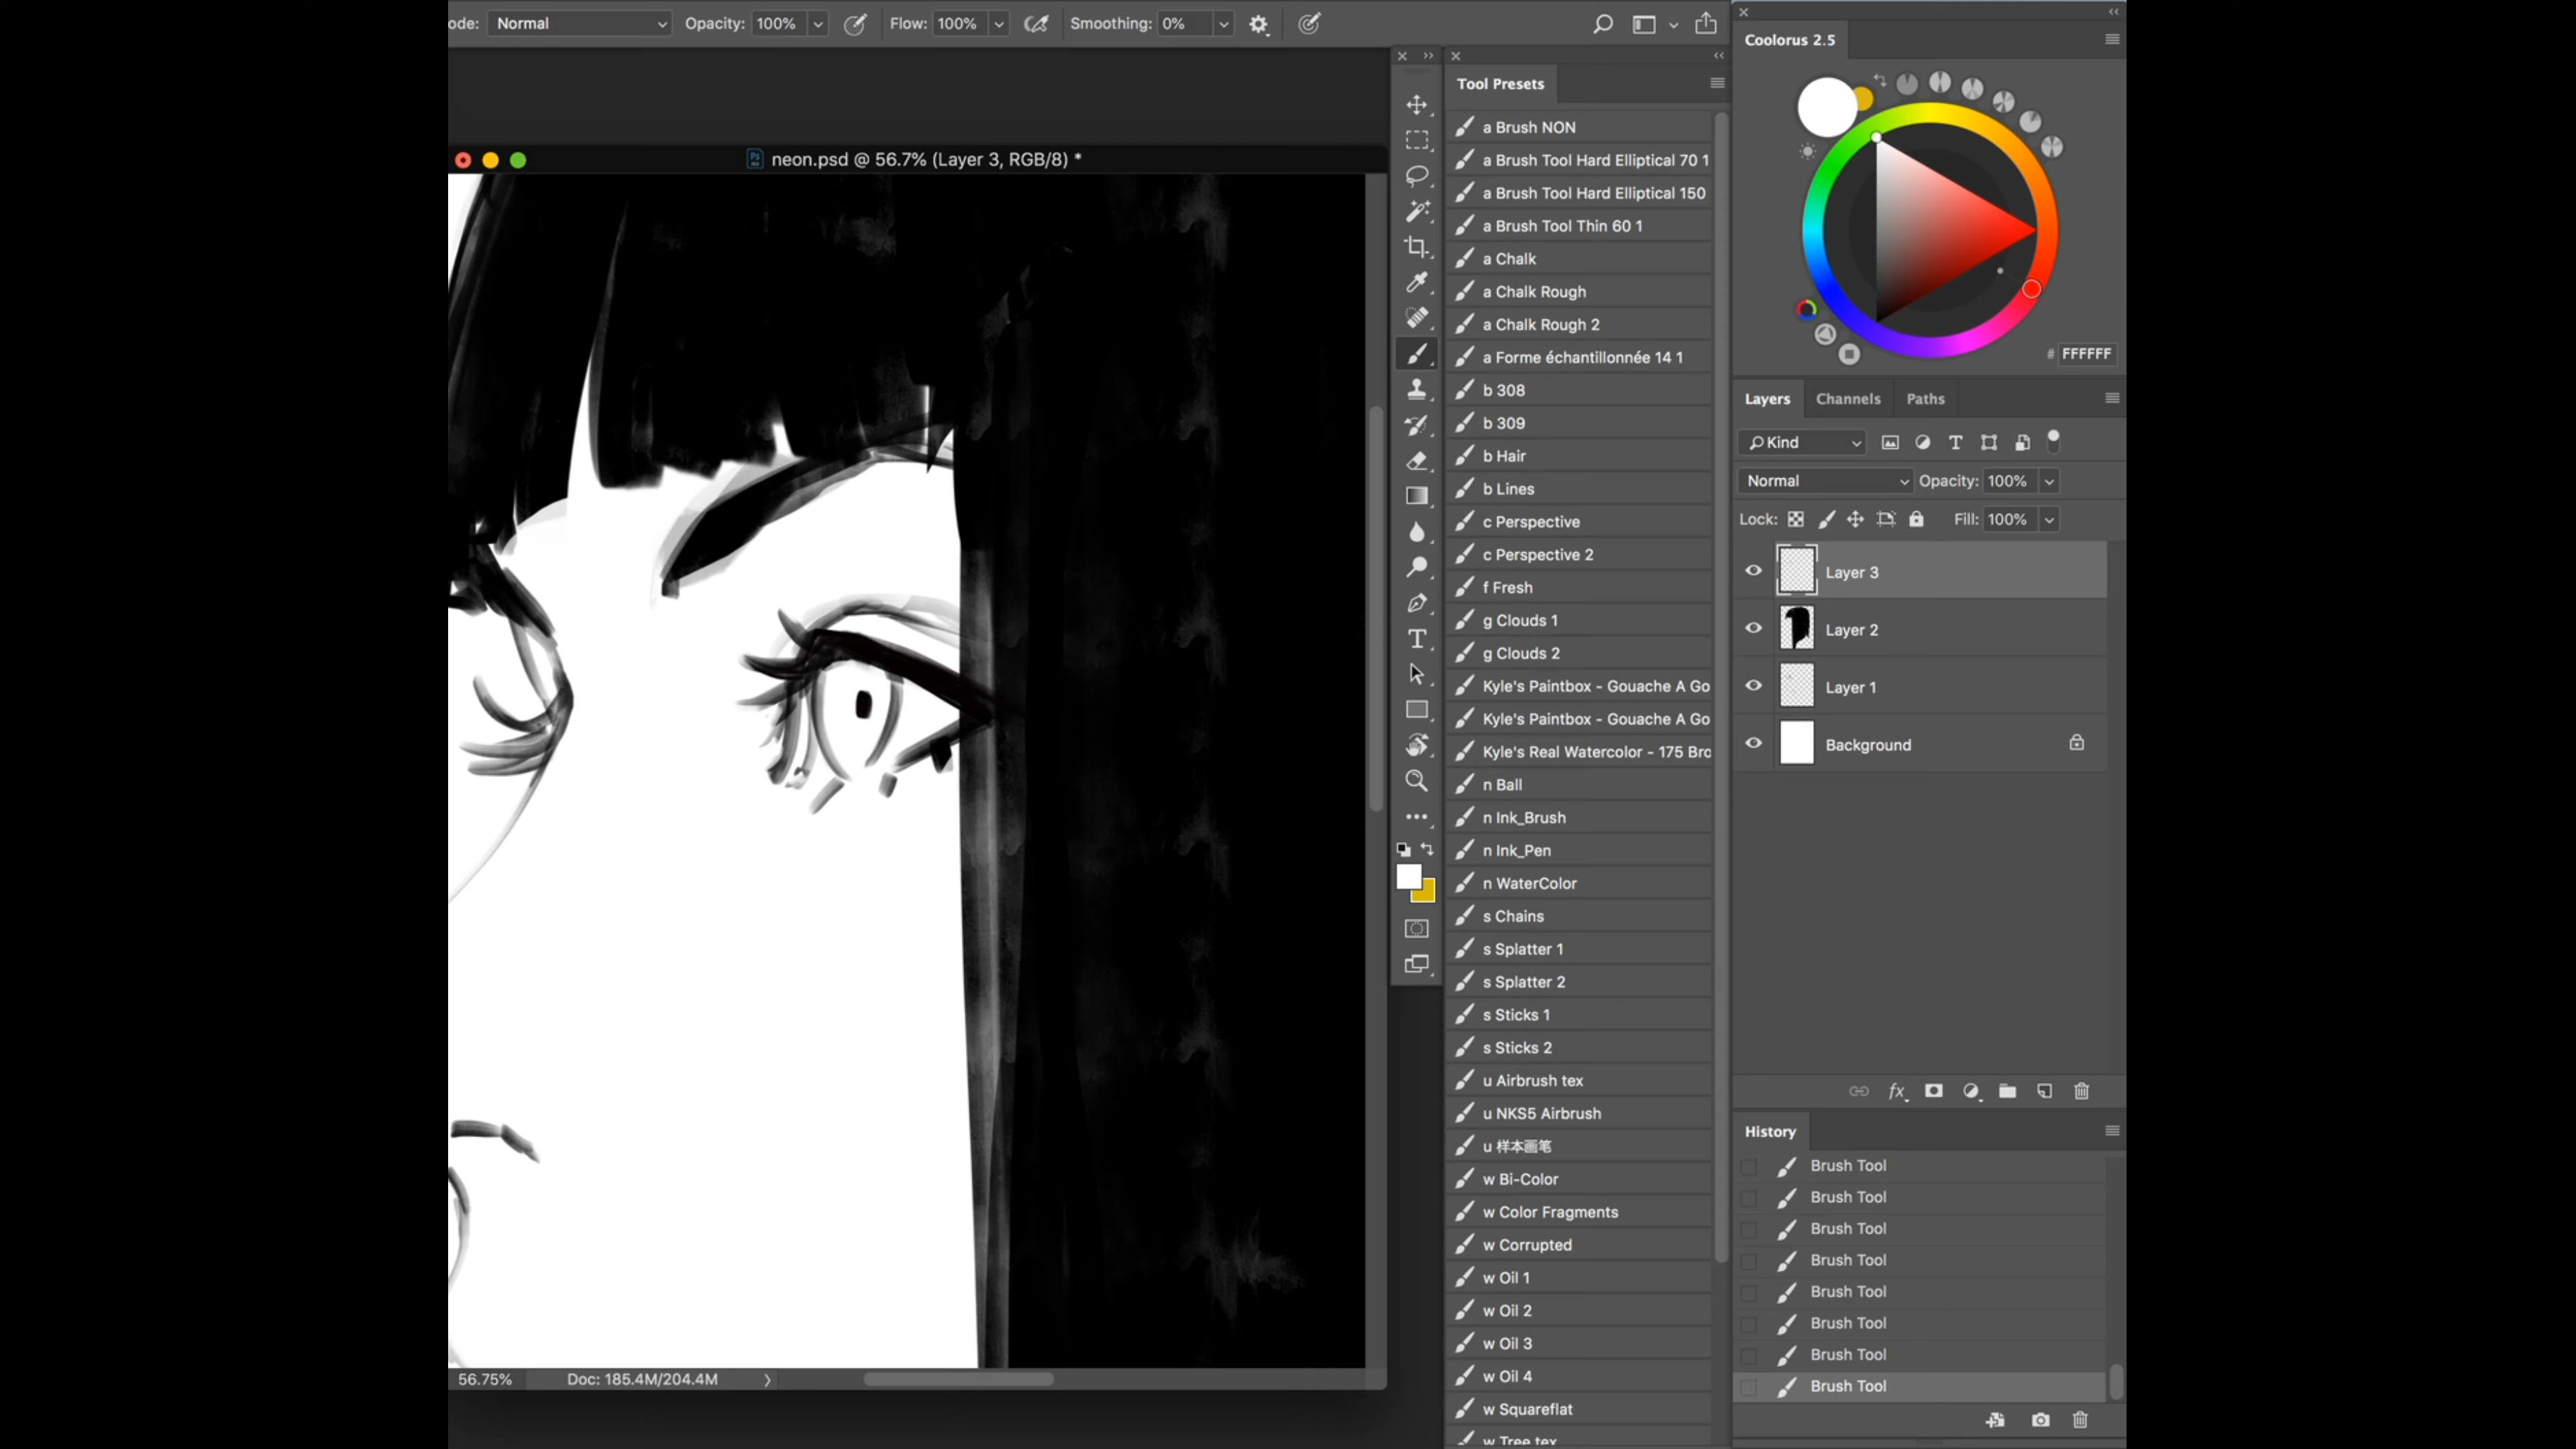 ode: Normal Opacity: 100% Flow: 100% Smoothing: 0%
neon.psd @ 56.7% (Layer 3, RGB/8) *
56.75% Doc: 185.4M/204.4M
Tool Presets
a Brush NON
a Brush Tool Hard Elliptical 70 1
a Brush Tool Hard Elliptical 150
a Brush Tool Thin 60 1
a Chalk
a Chalk Rough
a Chalk Rough 2
a Forme échantillonnée 14 1
b 308
b 309
b Hair
b Lines
c Perspective
c Perspective 2
f Fresh
g Clouds 1
g Clouds 2
Kyle's Paintbox - Gouache A Go
Kyle's Paintbox - Gouache A Go
Kyle's Real Watercolor - 175 Bro
n Ball
n Ink_Brush
n Ink_Pen
n WaterColor
s Chains
s Splatter 1
s Splatter 2
s Sticks 1
s Sticks 2
u Airbrush tex
u NKS5 Airbrush
u 样本画笔
w Bi-Color
w Color Fragments
w Corrupted
w Oil 1
w Oil 2
w Oil 3
w Oil 4
w Squareflat
w Tree tex
Coolorus 2.5
# FFFFFF
Layers Channels Paths
Kind
Normal Opacity: 100%
Lock: Fill: 100%
Layer 3
Layer 2
Layer 1
Background
fx
History
Brush Tool
Brush Tool
Brush Tool
Brush Tool
Brush Tool
Brush Tool
Brush Tool
Brush Tool